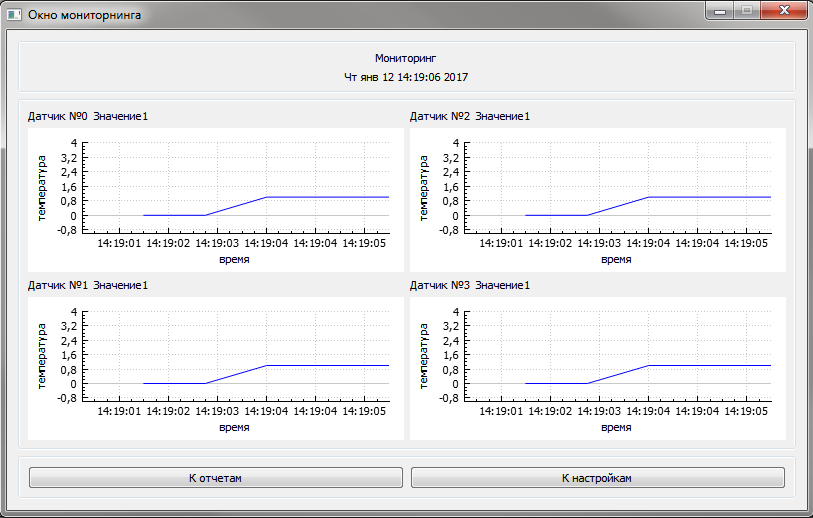 Окно мониторнинга
Мониторинг
Чт янв 12 14:19:06 2017
Датчик №0 Значение1
4
3,2
2,4
1,6
0,8
0
-0,8
температура
14:19:01 14:19:02 14:19:03 14:19:04 14:19:04 14:19:05
время
Датчик №2 Значение1
4
3,2
2,4
1,6
0,8
0
-0,8
температура
14:19:01 14:19:02 14:19:03 14:19:04 14:19:04 14:19:05
время
Датчик №1 Значение1
4
3,2
2,4
1,6
0,8
0
-0,8
температура
14:19:01 14:19:02 14:19:03 14:19:04 14:19:04 14:19:05
время
Датчик №3 Значение1
4
3,2
2,4
1,6
0,8
0
-0,8
температура
14:19:01 14:19:02 14:19:03 14:19:04 14:19:04 14:19:05
время
К отчетам
К настройкам